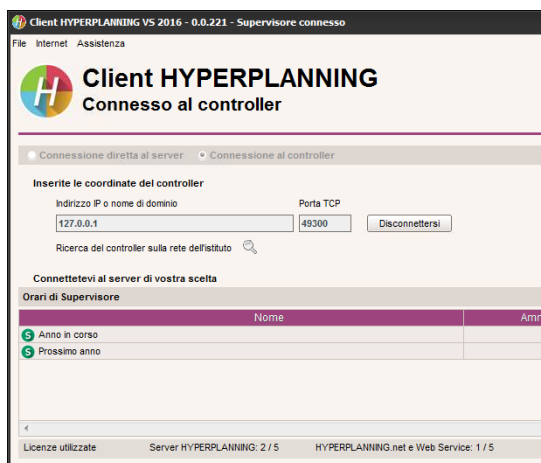 Client HYPERPLANNING VS 2016 - 0.0.221 - Supervisore connesso
File Internet Assistenza
Client HYPERPLANNING
Connesso al controller
Connessione diretta al server Connessione al controller
Inserite le coordinate del controller
Indirizzo IP o nome di dominio Porta TCP
127.0.0.1 49300 Disconnettersi
Ricerca del controller sulla rete dell'istituto
Connettetevi al server di vostra scelta
Orari di Supervisore
Nome Amm
S Anno in corso
S Prossimo anno
Licenze utilizzate Server HYPERPLANNING: 2 / 5 HYPERPLANNING.net e Web Service: 1 / 5